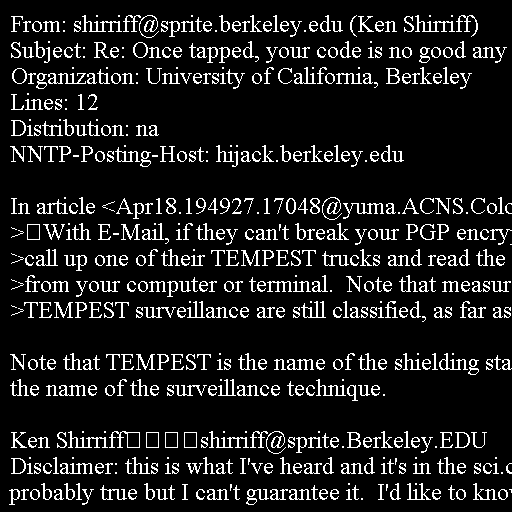 From: shirriff@sprite.berkeley.edu (Ken Shirriff)
Subject: Re: Once tapped, your code is no good any
Organization: University of California, Berkeley
Lines: 12
Distribution: na
NNTP-Posting-Host: hijack.berkeley.edu

In article <Apr18.194927.17048@yuma.ACNS.Colo
>□With E-Mail, if they can't break your PGP encry
>call up one of their TEMPEST trucks and read the
>from your computer or terminal.  Note that measur
>TEMPEST surveillance are still classified, as far as

Note that TEMPEST is the name of the shielding sta
the name of the surveillance technique.

Ken Shirriff□□□□shirriff@sprite.Berkeley.EDU
Disclaimer: this is what I've heard and it's in the sci.c
probably true but I can't guarantee it.  I'd like to know